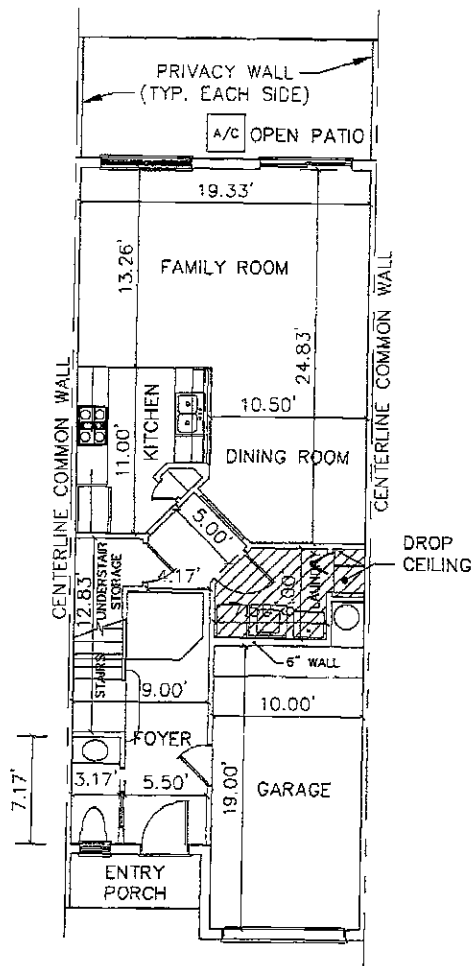 PRIVACY WALL
(TYP. EACH SIDE)
A/C
OPEN PATIO
19.33'
13.26'
FAMILY ROOM
24.83'
CENTERLINE COMMON WALL
CENTERLINE COMMON WALL
KITCHEN
11.00'
10.50'
DINING ROOM
5.00'
DROP
CEILING
UNDERSTAIR
STORAGE
12.83'
LAUNDRY
6" WALL
STAIRS
9.00'
10.00'
FOYER
7.17'
3.17'
5.50'
19.00'
GARAGE
ENTRY
PORCH